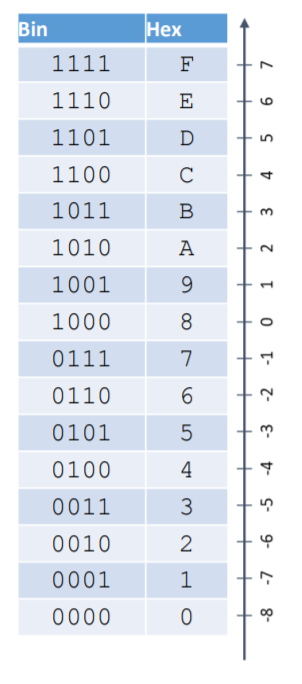 Bin Hex
1111 F 7
1110 E 6
1101 D 5
1100 C 4
1011 B 3
1010 A 2
1001 9 1
1000 8 0
0111 7 -1
0110 6 -2
0101 5 -3
0100 4 -4
0011 3 -5
0010 2 -6
0001 1 -7
0000 0 -8